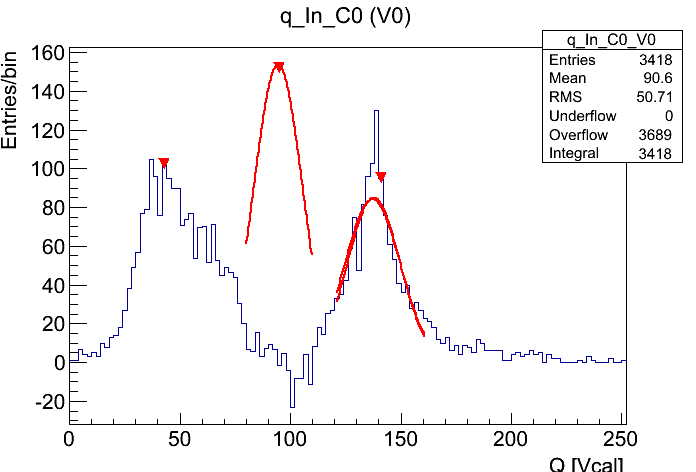 q_In_C0 (V0)
q_In_C0_V0
Entries 3418
Mean 90.6
RMS 50.71
Underflow 0
Overflow 3689
Integral 3418
Entries/bin
160
140
120
100
80
60
40
20
0
-20
0 50 100 150 200 250
Q [Vcal]